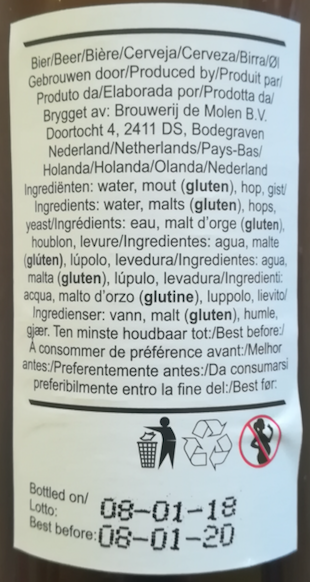 Bier/Beer/Bière/Cerveja/Cerveza/Birra/Øl
Gebrouwen door/Produced by/Produit par/
Produto da/Elaborada por/Prodotta da/
Brygget av: Brouwerij de Molen B.V.
Doortocht 4, 2411 DS, Bodegraven
Nederland/Netherlands/Pays-Bas/
Holanda/Holanda/Olanda/Nederland
Ingrediënten: water, mout (gluten), hop, gist/
Ingredients: water, malts (gluten), hops,
yeast/Ingrédients: eau, malt d'orge (gluten),
houblon, levure/Ingredientes: agua, malte
(glúten), lúpolo, levedura/Ingredientes: agua,
malta (gluten), lúpulo, levadura/Ingredienti:
acqua, malto d'orzo (glutine), luppolo, lievito/
Ingredienser: vann, malt (gluten), humle,
gjær. Ten minste houdbaar tot:/Best before:/
À consommer de préférence avant:/Melhor
antes:/Preferentemente antes:/Da consumarsi
preferibilmente entro la fine del:/Best før:
Bottled on/
Lotto: 08-01-18
Best before: 08-01-20